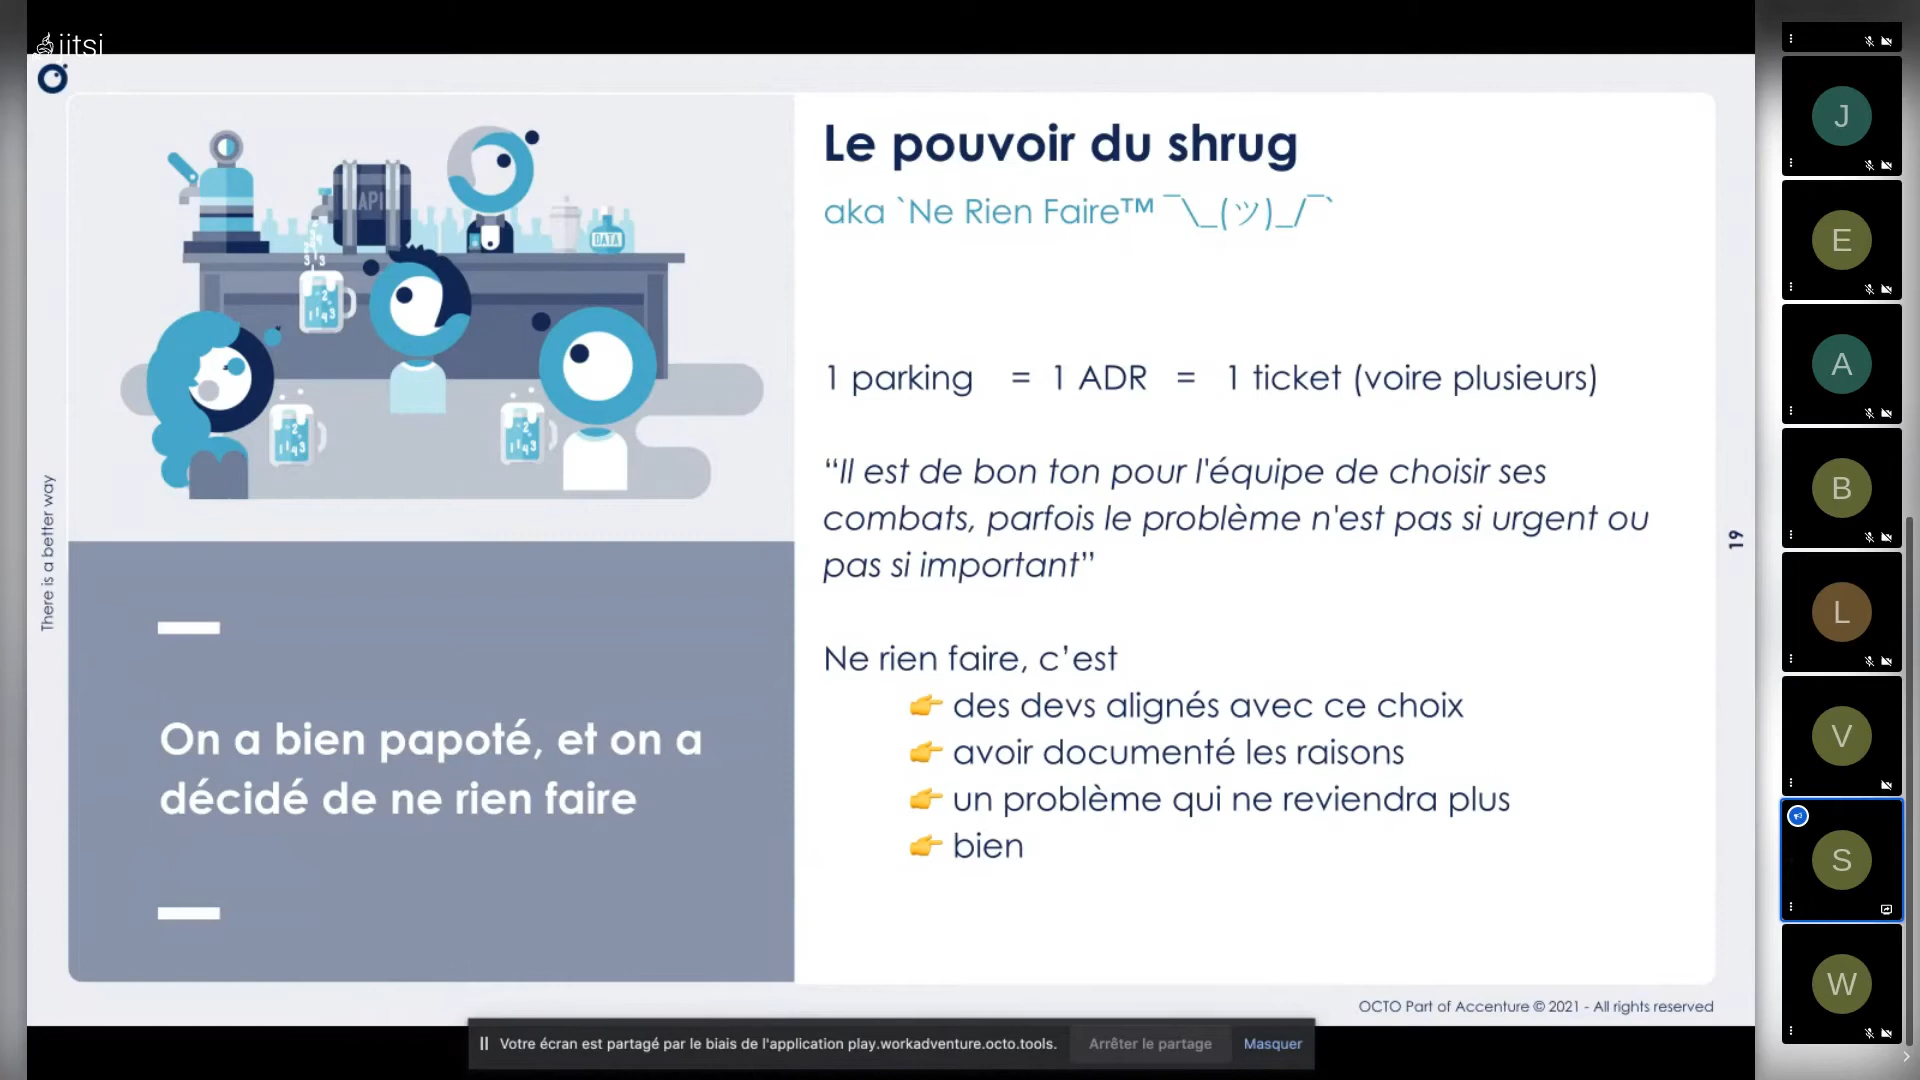 jitsi
API
DATA
There is a better way
On a bien papoté, et on a
décidé de ne rien faire
Le pouvoir du shrug
aka `Ne Rien Faire™ ¯\_(ツ)_/¯`
1 parking = 1 ADR = 1 ticket (voire plusieurs)
“Il est de bon ton pour l'équipe de choisir ses
combats, parfois le problème n'est pas si urgent ou
pas si important”
Ne rien faire, c’est
👉 des devs alignés avec ce choix
👉 avoir documenté les raisons
👉 un problème qui ne reviendra plus
👉 bien
19
OCTO Part of Accenture © 2021 - All rights reserved
Votre écran est partagé par le biais de l'application play.workadventure.octo.tools.
Arrêter le partage
Masquer
J
E
A
B
L
V
S
W